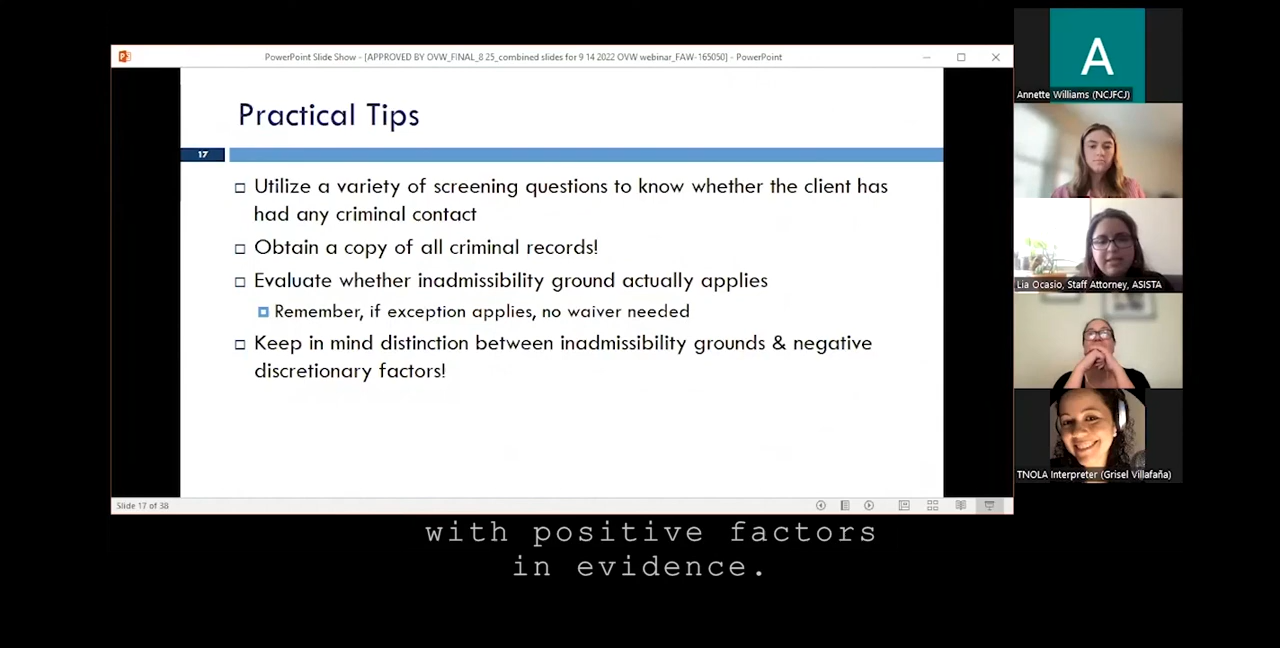 PowerPoint Slide Show - [APPROVED BY OVW_FINAL_8 25_combined slides for 9 14 2022 OVW webinar_FAW-165050] - PowerPoint
Practical Tips
17
Utilize a variety of screening questions to know whether the client has
had any criminal contact
Obtain a copy of all criminal records!
Evaluate whether inadmissibility ground actually applies
Remember, if exception applies, no waiver needed
Keep in mind distinction between inadmissibility grounds & negative
discretionary factors!
Slide 17 of 38
with positive factors
in evidence.
A
Annette Williams (NCJFCJ)
Lia Ocasio, Staff Attorney, ASISTA
TNOLA Interpreter (Grisel Villafaña)